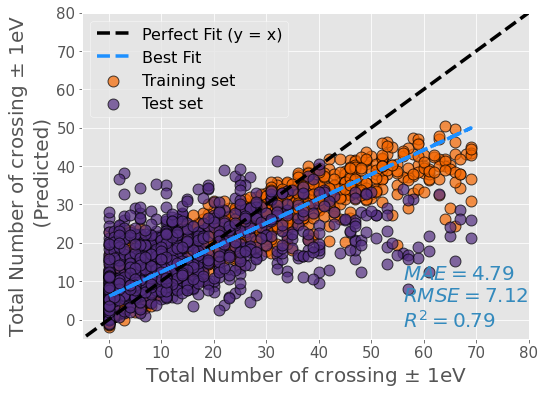 80
70
60
50
40
30
20
10
0
Total Number of crossing ± 1eV
(Predicted)
Perfect Fit (y = x)
Best Fit
Training set
Test set
MAE = 4.79
RMSE = 7.12
R² = 0.79
0 10 20 30 40 50 60 70 80
Total Number of crossing ± 1eV